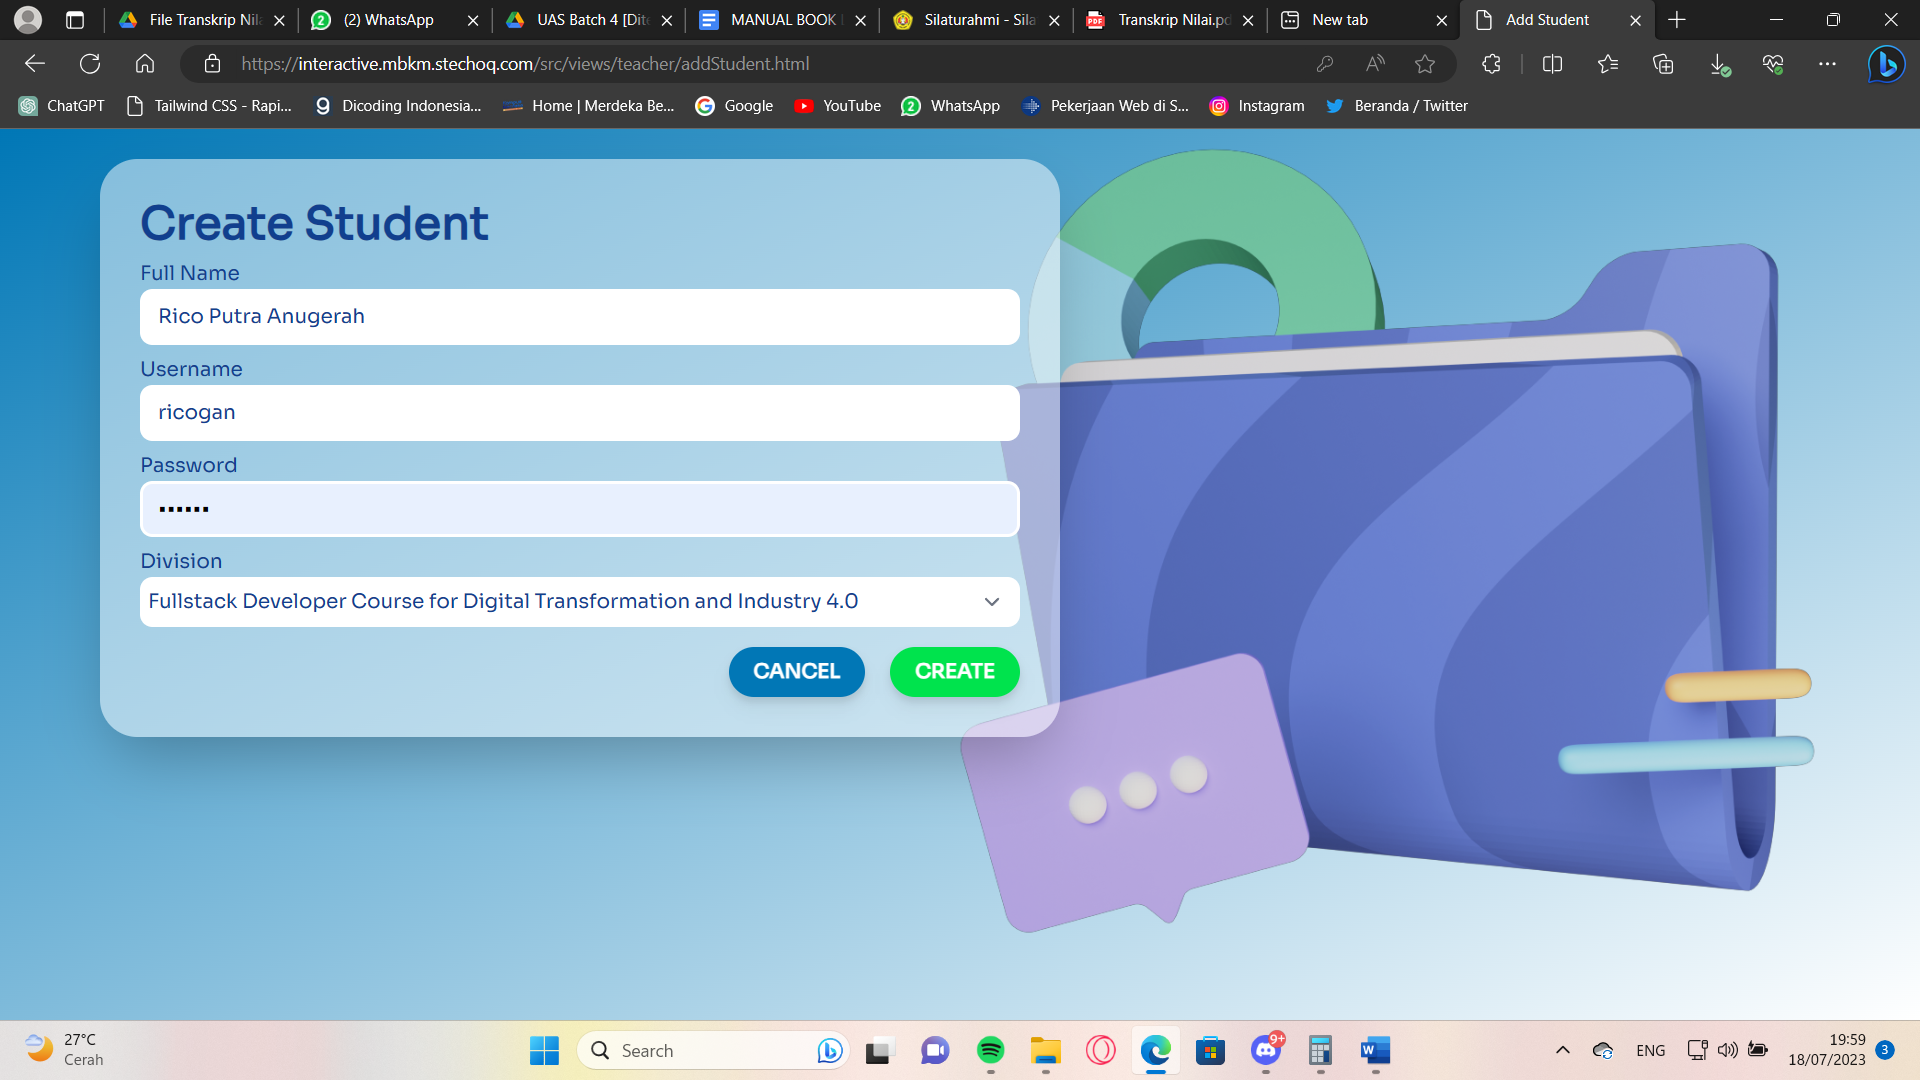 File Transkrip Nila
(2) WhatsApp
UAS Batch 4 [Dite
MANUAL BOOK
Silaturahmi - Sila
Transkrip Nilai.pd
New tab
Add Student
https://interactive.mbkm.stechoq.com/src/views/teacher/addStudent.html
ChatGPT
Tailwind CSS - Rapi...
Dicoding Indonesia...
Home | Merdeka Be...
Google
YouTube
WhatsApp
Pekerjaan Web di S...
Instagram
Beranda / Twitter
Create Student
Full Name
Rico Putra Anugerah
Username
ricogan
Password
••••••
Division
Fullstack Developer Course for Digital Transformation and Industry 4.0
CANCEL
CREATE
27°C
Cerah
Search
9+
ENG
19:59
18/07/2023
3